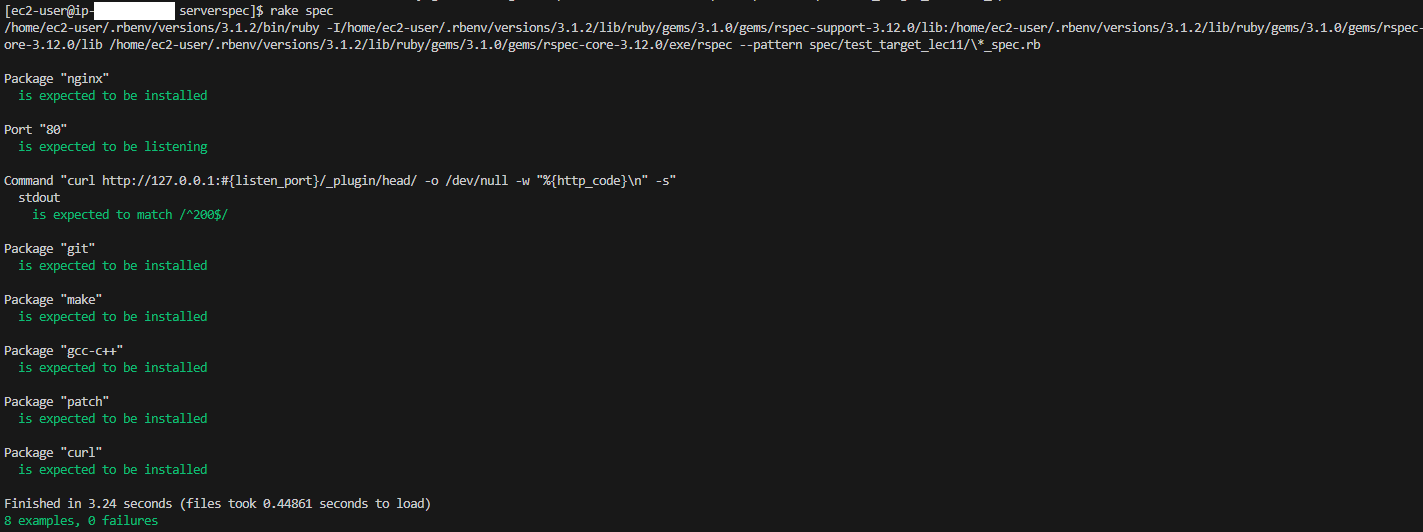 [ec2-user@ip- serverspec]$ rake spec
/home/ec2-user/.rbenv/versions/3.1.2/bin/ruby -I/home/ec2-user/.rbenv/versions/3.1.2/lib/ruby/gems/3.1.0/gems/rspec-support-3.12.0/lib:/home/ec2-user/.rbenv/versions/3.1.2/lib/ruby/gems/3.1.0/gems/rspec-c
ore-3.12.0/lib /home/ec2-user/.rbenv/versions/3.1.2/lib/ruby/gems/3.1.0/gems/rspec-core-3.12.0/exe/rspec --pattern spec/test_target_lec11/\*_spec.rb
Package "nginx"
is expected to be installed
Port "80"
is expected to be listening
Command "curl http://127.0.0.1:#{listen_port}/_plugin/head/ -o /dev/null -w "%{http_code}\n" -s"
stdout
is expected to match /^200$/
Package "git"
is expected to be installed
Package "make"
is expected to be installed
Package "gcc-c++"
is expected to be installed
Package "patch"
is expected to be installed
Package "curl"
is expected to be installed
Finished in 3.24 seconds (files took 0.44861 seconds to load)
8 examples, 0 failures